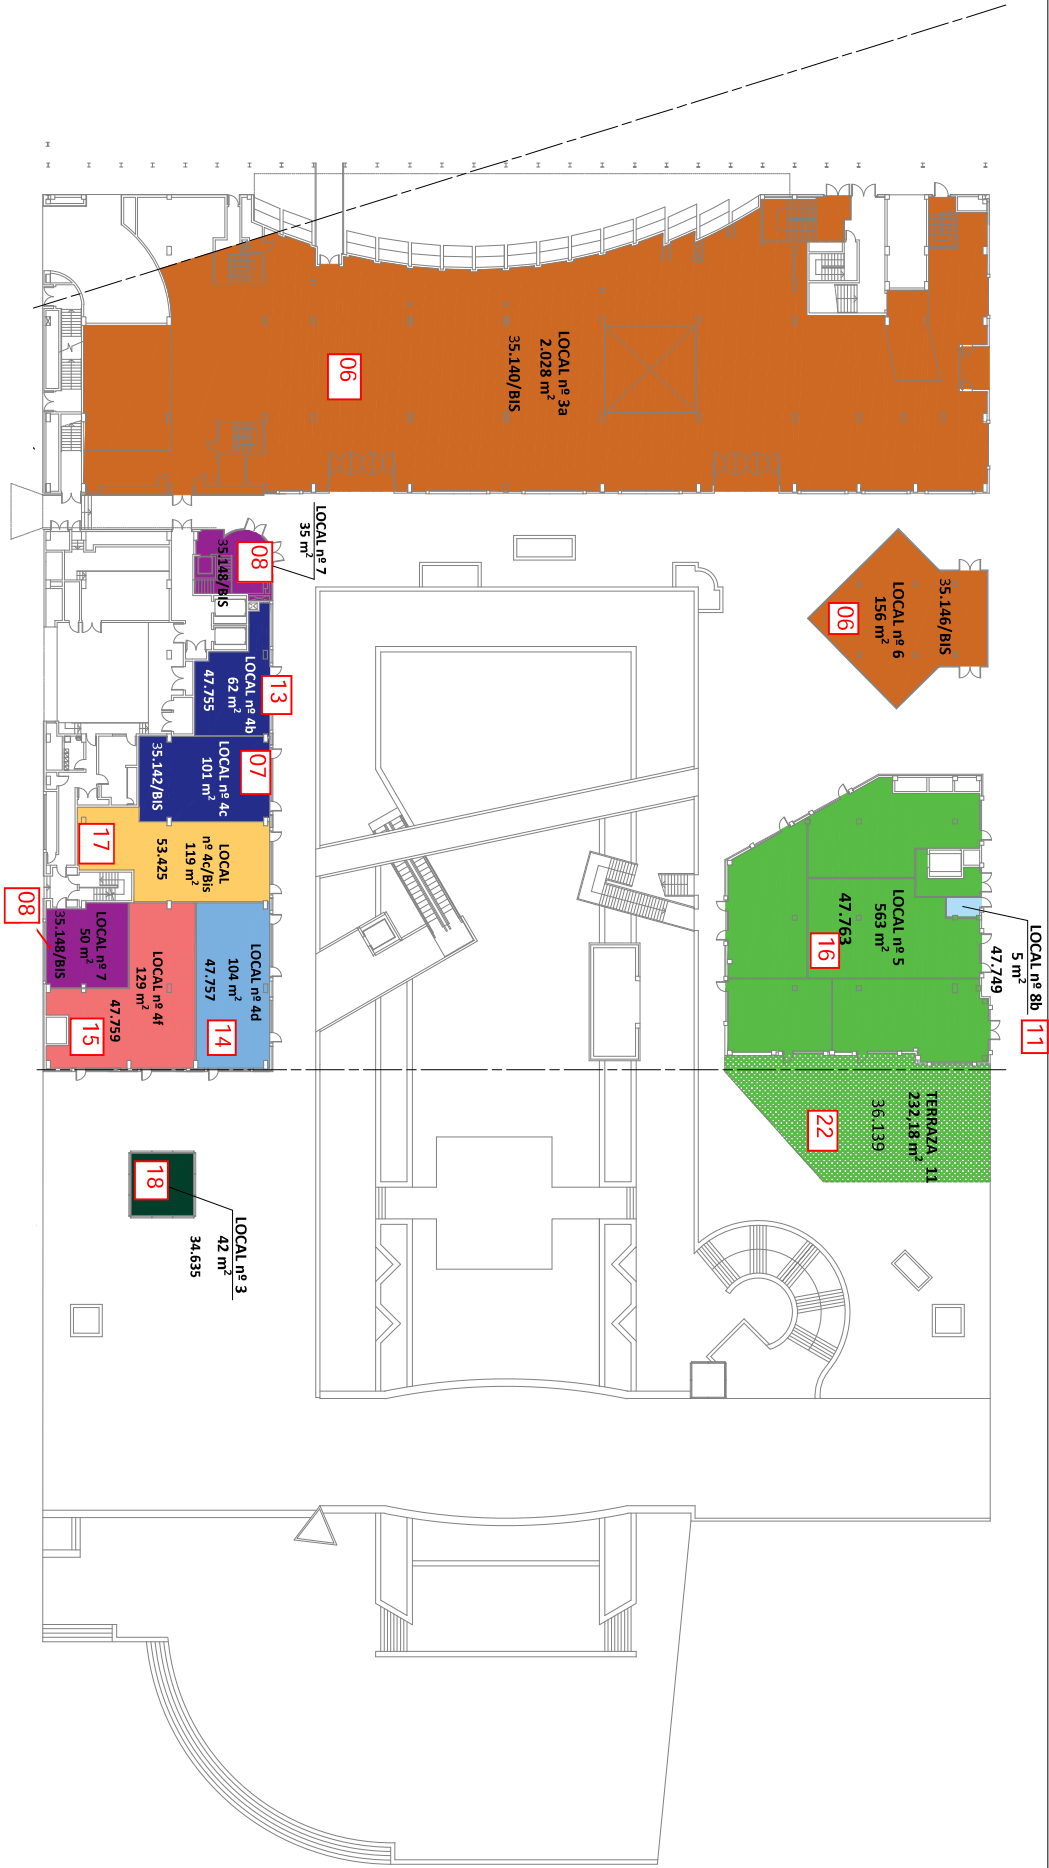 LOCAL nº 3a
2.028 m²
35.140/BIS
06
LOCAL nº 7
35 m²
08
35.148/BIS
35.146/BIS
LOCAL nº 6
156 m²
06
13
LOCAL nº 4b
62 m²
47.755
07
LOCAL nº 4c
101 m²
35.142/BIS
LOCAL
nº 4c/Bis
119 m²
53.425
17
08
LOCAL nº 7
50 m²
35.148/BIS
LOCAL nº 4f
129 m²
47.759
15
LOCAL nº 4d
104 m²
47.757
14
LOCAL nº 5
563 m²
47.763
16
LOCAL nº 8b
5 m²
47.749
11
TERRAZA 11
232,18 m²
36.139
22
18
LOCAL nº 3
42 m²
34.635